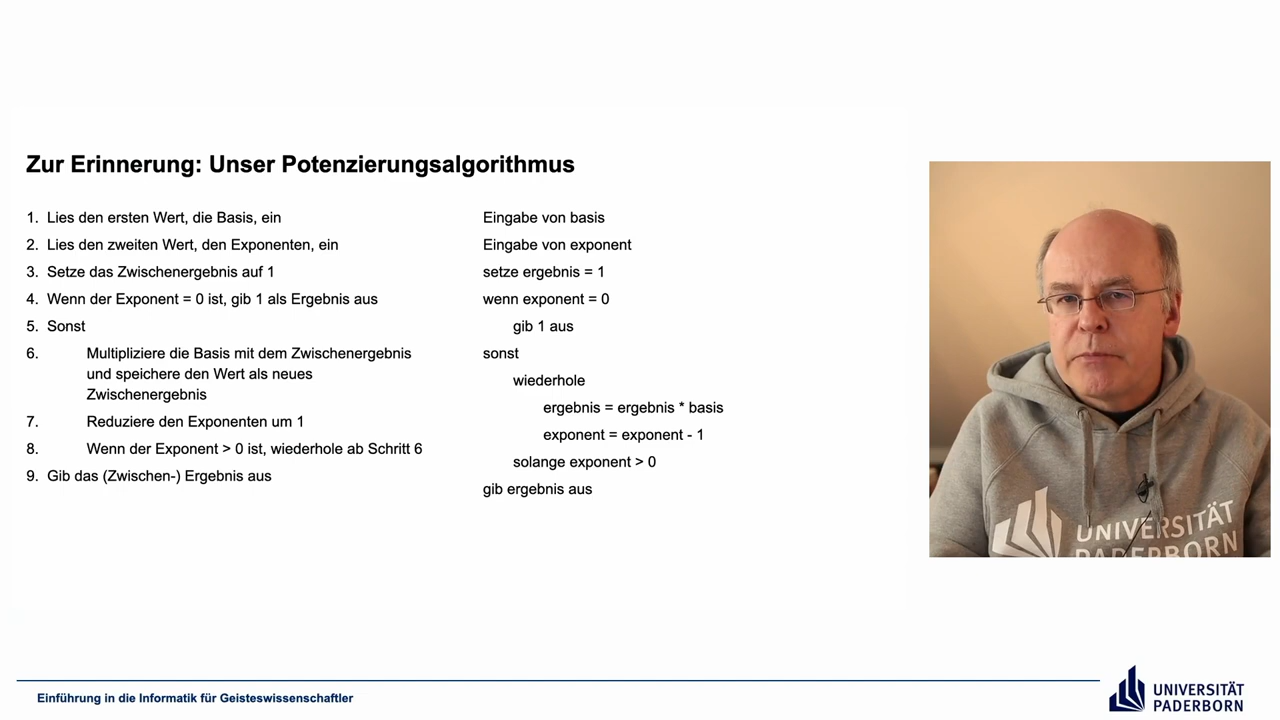 Zur Erinnerung: Unser Potenzierungsalgorithmus
1. Lies den ersten Wert, die Basis, ein
2. Lies den zweiten Wert, den Exponenten, ein
3. Setze das Zwischenergebnis auf 1
4. Wenn der Exponent = 0 ist, gib 1 als Ergebnis aus
5. Sonst
6. Multipliziere die Basis mit dem Zwischenergebnis
und speichere den Wert als neues
Zwischenergebnis
7. Reduziere den Exponenten um 1
8. Wenn der Exponent > 0 ist, wiederhole ab Schritt 6
9. Gib das (Zwischen-) Ergebnis aus
Eingabe von basis
Eingabe von exponent
setze ergebnis = 1
wenn exponent = 0
gib 1 aus
sonst
wiederhole
ergebnis = ergebnis * basis
exponent = exponent - 1
solange exponent > 0
gib ergebnis aus
UNIVERSITÄT
PADERBORN
Einführung in die Informatik für Geisteswissenschaftler
UNIVERSITÄT
PADERBORN